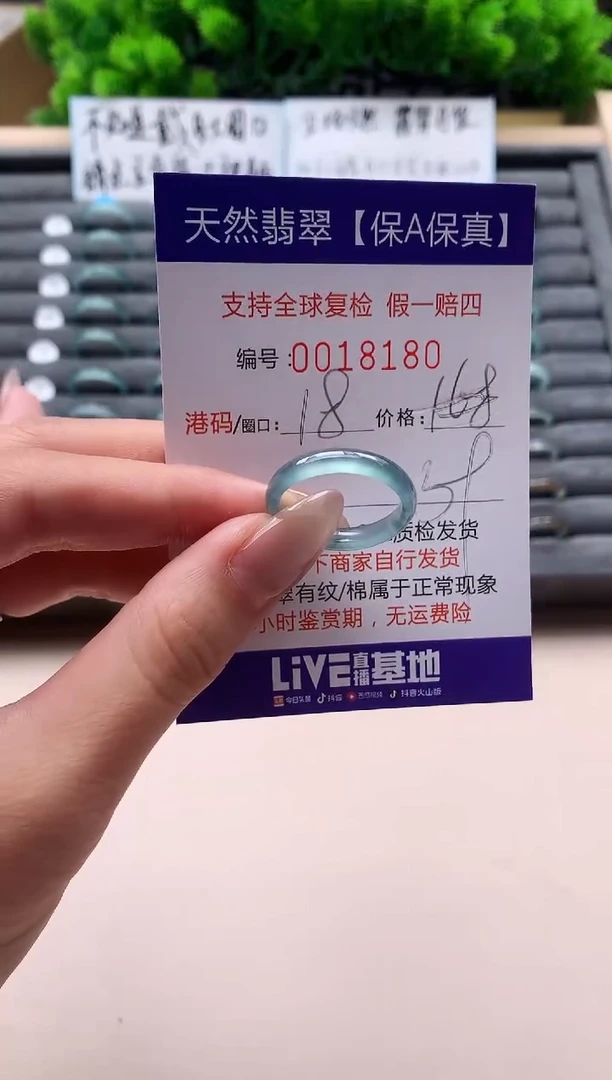 天然翡翠【保A保真】
支持全球复检 假一赔四
编号:0018180
港码/圈口: 18 价格: 168
质检发货
下商家自行发货
翠有纹/棉属于正常现象
小时鉴赏期，无运费险
LiVE直播基地
今日头条 抖音 西瓜视频 抖音火山版